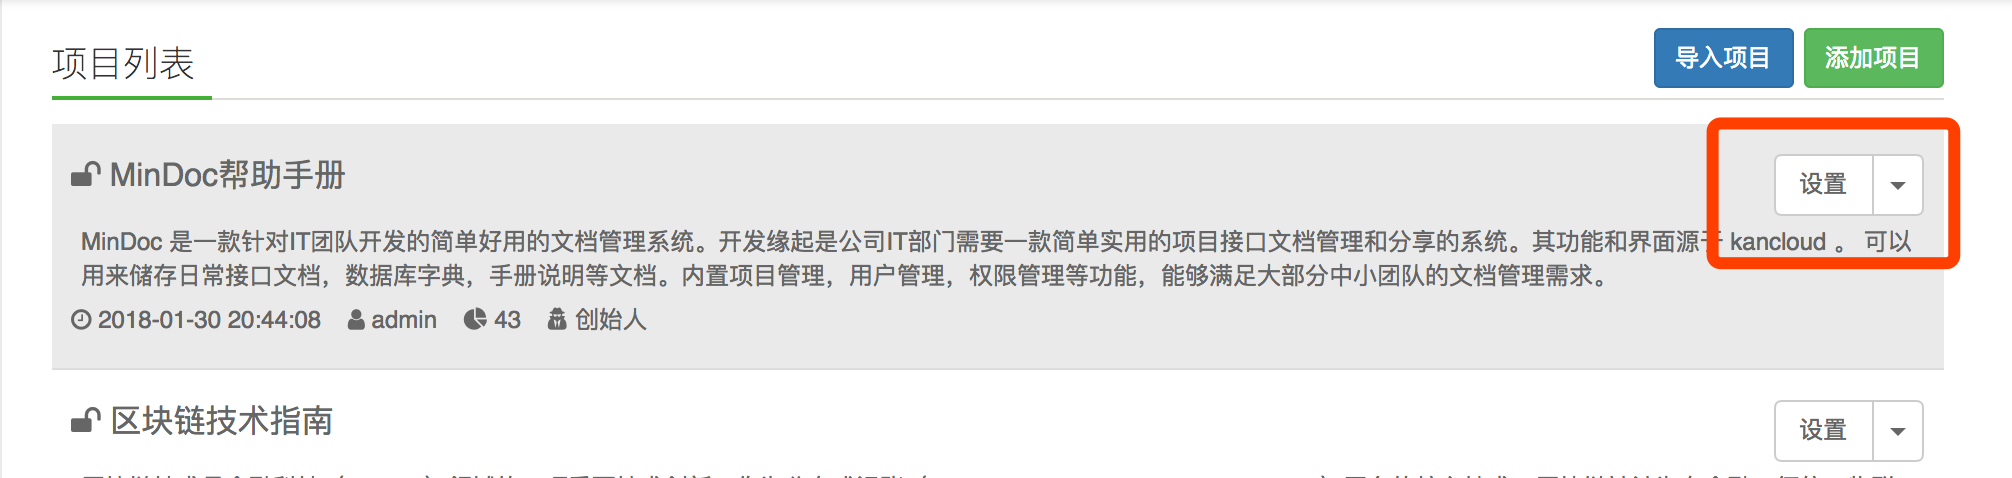 项目列表
导入项目
添加项目
MinDoc帮助手册
设置
MinDoc 是一款针对IT团队开发的简单好用的文档管理系统。开发缘起是公司IT部门需要一款简单实用的项目接口文档管理和分享的系统。其功能和界面源于 kancloud 。 可以
用来储存日常接口文档，数据库字典，手册说明等文档。内置项目管理，用户管理，权限管理等功能，能够满足大部分中小团队的文档管理需求。
2018-01-30 20:44:08 admin 43 创始人
区块链技术指南
设置